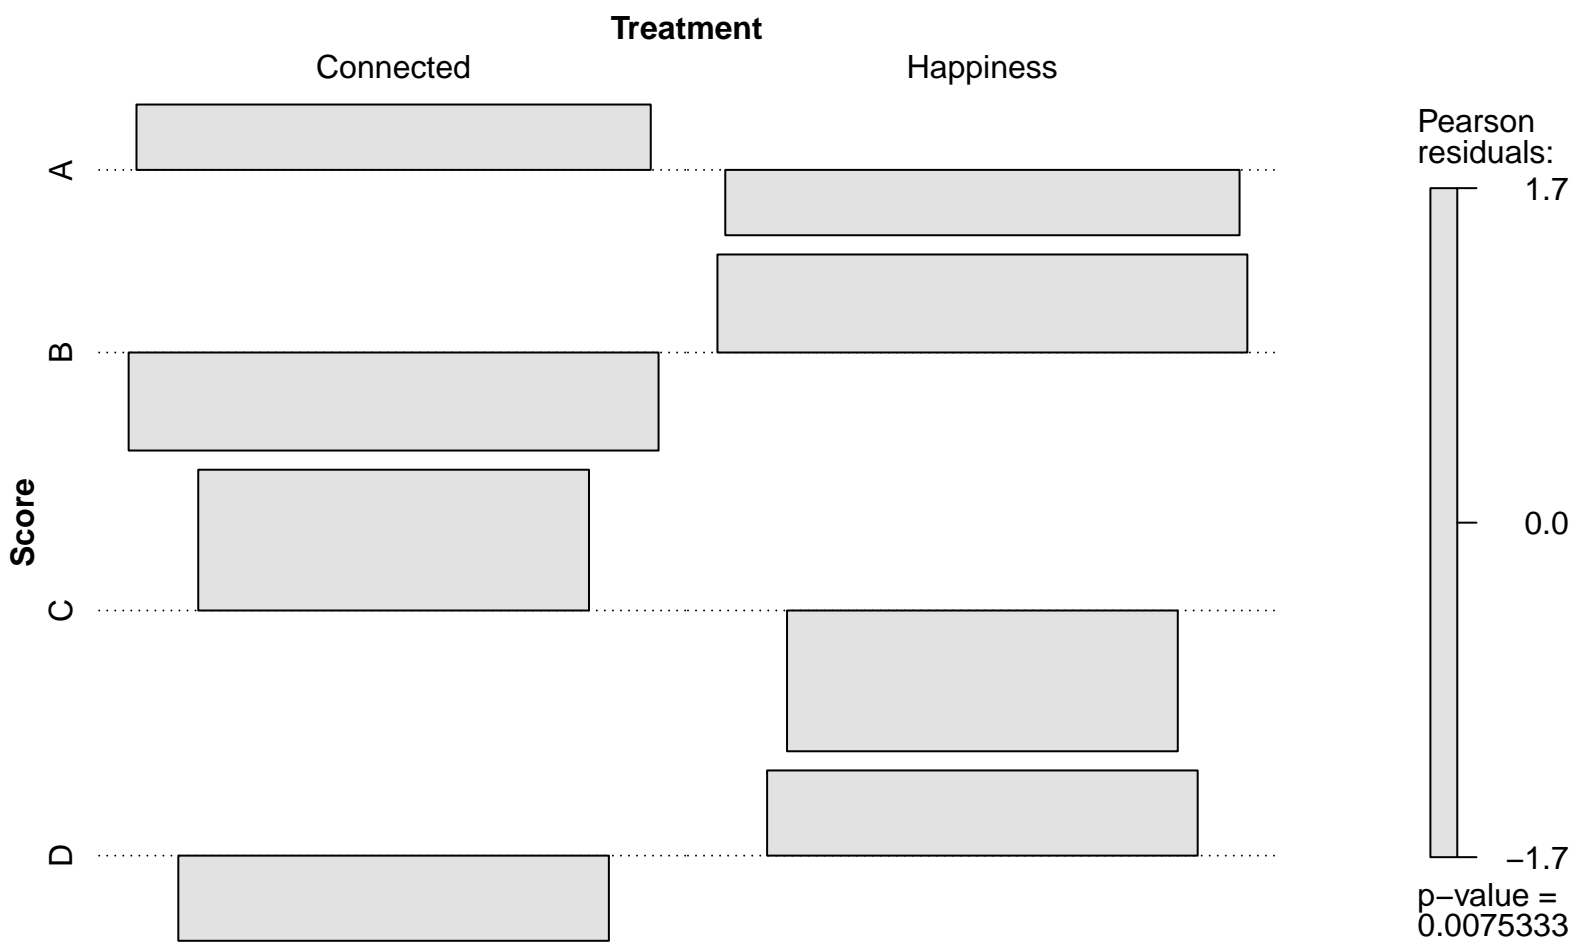 Treatment
Connected Happiness
A
B
C
D
Score
Pearson
residuals:
1.7
0.0
−1.7
p−value =
0.0075333